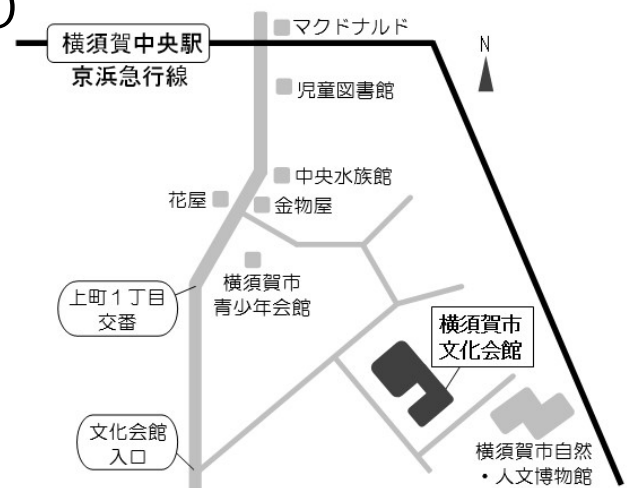 マクドナルド
横須賀中央駅
京浜急行線
N
児童図書館
中央水族館
花屋
金物屋
横須賀市
青少年会館
上町1丁目
交番
横須賀市
文化会館
文化会館
入口
横須賀市自然
・人文博物館